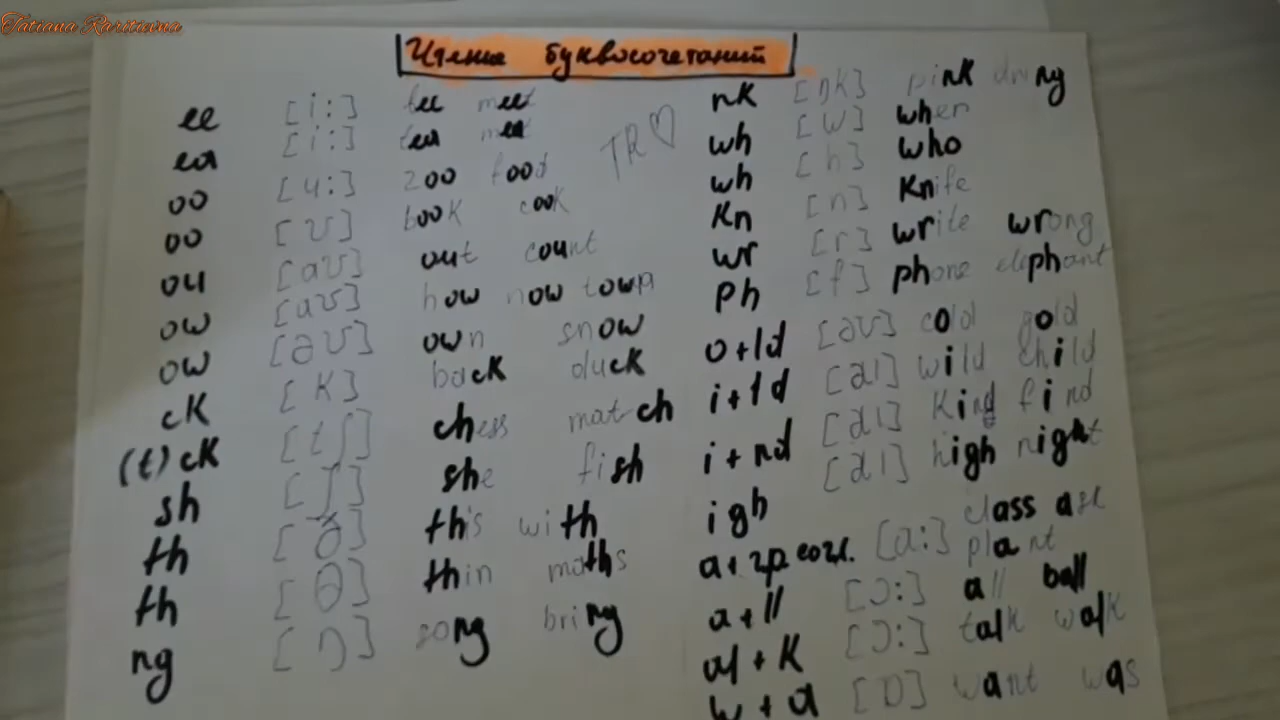 Tatiana Raritiwna
Чтение буквосочетаний
ee [i:] tee meet
ea [i:] tea meat
oo [u:] zoo food
oo [ʊ] book cook
ou [aʊ] out count
ow [aʊ] how now town
ow [əʊ] own snow
ck [k] back duck
(t)ck [tʃ] chess match
sh [ʃ] she fish
th [ð] this with
th [θ] thin maths
ng [ŋ] song bring
TR♡
nk [ŋk] pink
wh [w] when
wh [h] who
kn [n] knife
wr [r] write wrong
ph [f] phone elephant
o+ld [əʊ] cold gold
i+ld [aɪ] wild child
i+nd [aɪ] kind find
igh [aɪ] high night
a+гр.согл. [a:] class ask
plant
a+ll [ɔ:] all ball
al+k [ɔ:] talk walk
w+a [ɒ] want was